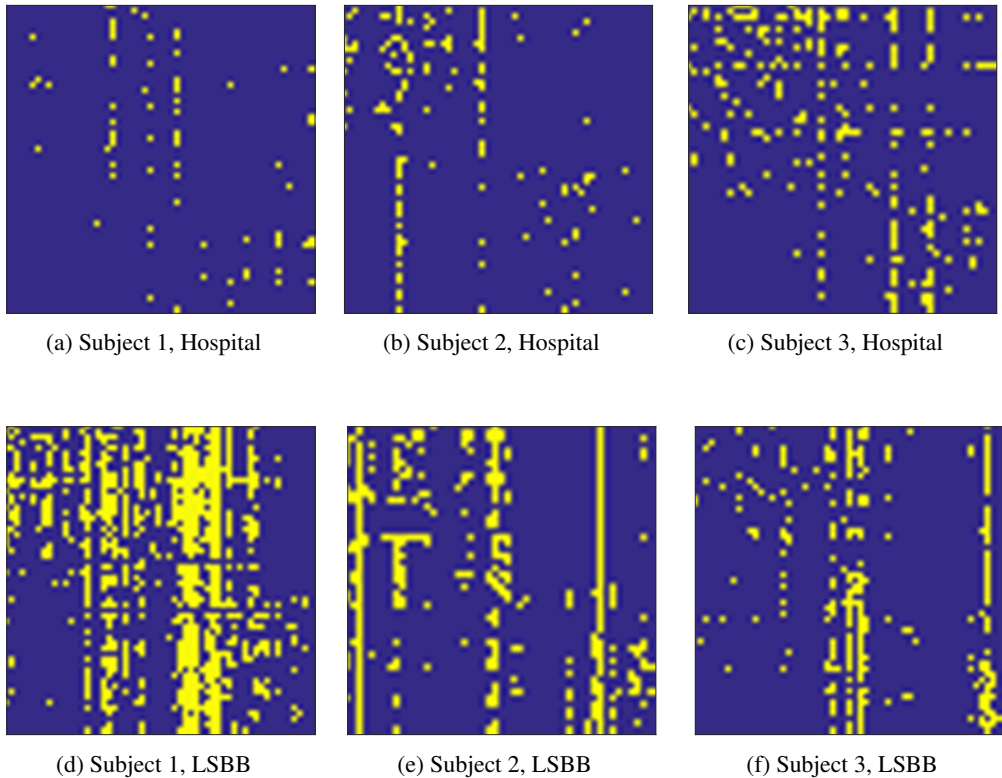 (a) Subject 1, Hospital
(b) Subject 2, Hospital
(c) Subject 3, Hospital
(d) Subject 1, LSBB
(e) Subject 2, LSBB
(f) Subject 3, LSBB